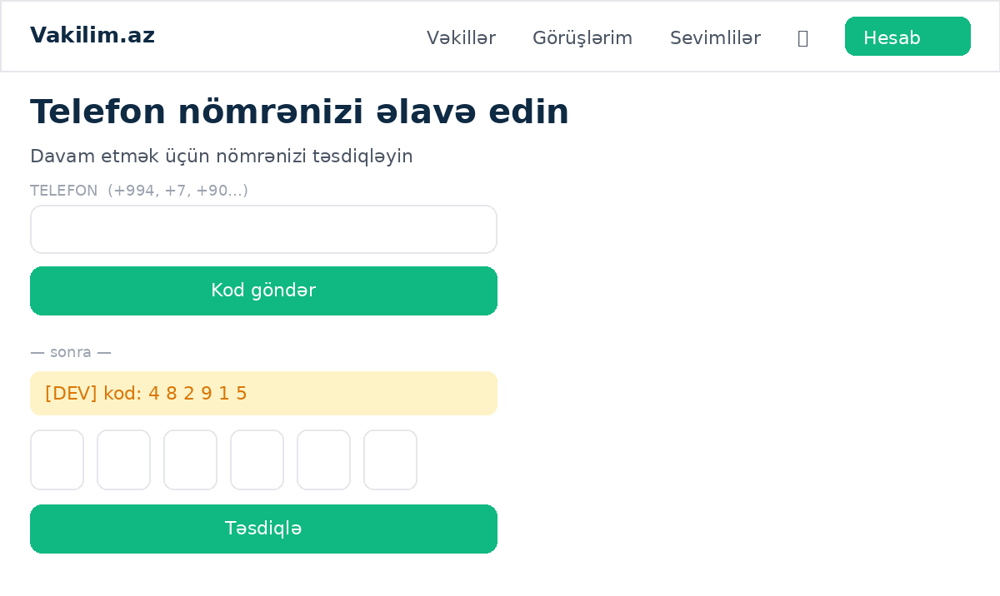 Vakilim.az
Vəkillər Görüşlərim Sevimlilər Hesab
Telefon nömrənizi əlavə edin
Davam etmək üçün nömrənizi təsdiqləyin
TELEFON (+994, +7, +90...)
Kod göndər
— sonra —
[DEV] kod: 4 8 2 9 1 5
Təsdiqlə